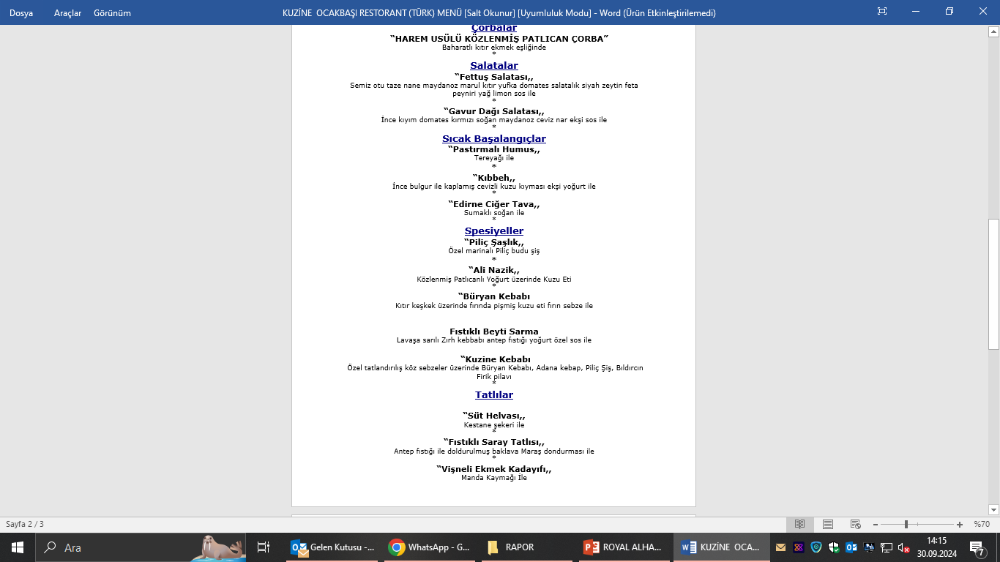 Dosya Araçlar Görünüm KUZİNE  OCAKBAŞI RESTORANT (TÜRK) MENÜ [Salt Okunur] [Uyumluluk Modu] - Word (Ürün Etkinleştirilemedi)
Çorbalar
“HAREM USÜLÜ KÖZLENMİŞ PATLICAN ÇORBA”
Baharatlı kıtır ekmek eşliğinde
*
Salatalar
“Fettuş Salatası,,
Semiz otu taze nane maydanoz marul kıtır yufka domates salatalık siyah zeytin feta
peyniri yağ limon sos ile
*
“Gavur Dağı Salatası,,
İnce kıyım domates kırmızı soğan maydanoz ceviz nar ekşi sos ile
*
Sıcak Başalangıçlar
“Pastırmalı Humus,,
Tereyağı ile
*
“Kıbbeh,,
İnce bulgur ile kaplamış cevizli kuzu kıyması ekşi yoğurt ile
*
“Edirne Ciğer Tava,,
Sumaklı soğan ile
*
Spesiyeller
“Piliç Şaşlık,,
Özel marinalı Piliç budu şiş
*
“Ali Nazik,,
Közlenmiş Patlıcanlı Yoğurt üzerinde Kuzu Eti
*
“Büryan Kebabı
Kıtır keşkek üzerinde fırında pişmiş kuzu eti fırın sebze ile
Fıstıklı Beyti Sarma
Lavaşa sarılı Zırh kebbabı antep fıstığı yoğurt özel sos ile
“Kuzine Kebabı
Özel tatlandırılış köz sebzeler üzerinde Büryan Kebabı, Adana kebap, Piliç Şiş, Bıldırcın
Firik pilavı
*
Tatlılar
“Süt Helvası,,
Kestane şekeri ile
*
“Fıstıklı Saray Tatlısı,,
Antep fıstığı ile doldurulmuş baklava Maraş dondurması ile
*
“Vişneli Ekmek Kadayıfı,,
Manda Kaymağı İle
Sayfa 2 / 3 %70
Ara Gelen Kutusu -... WhatsApp - G... RAPOR ROYAL ALHA... KUZİNE  OCA... 14:15
30.09.2024 7